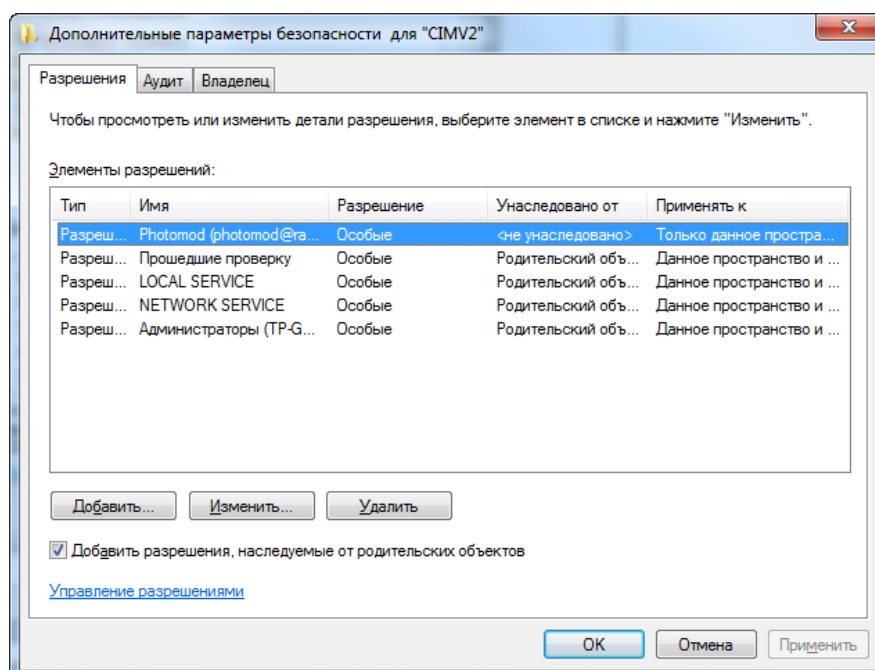 Дополнительные параметры безопасности для "CIMV2"
Разрешения Аудит Владелец
Чтобы просмотреть или изменить детали разрешения, выберите элемент в списке и нажмите "Изменить".
Элементы разрешений:
Тип Имя Разрешение Унаследовано от Применять к
Разреш... Photomod (photomod@ra... Особые <не унаследовано> Только данное простра...
Разреш... Прошедшие проверку Особые Родительский объ... Данное пространство и ...
Разреш... LOCAL SERVICE Особые Родительский объ... Данное пространство и ...
Разреш... NETWORK SERVICE Особые Родительский объ... Данное пространство и ...
Разреш... Администраторы (TP-G... Особые Родительский объ... Данное пространство и ...
Добавить... Изменить... Удалить
Добавить разрешения, наследуемые от родительских объектов
Управление разрешениями
OK Отмена Применить